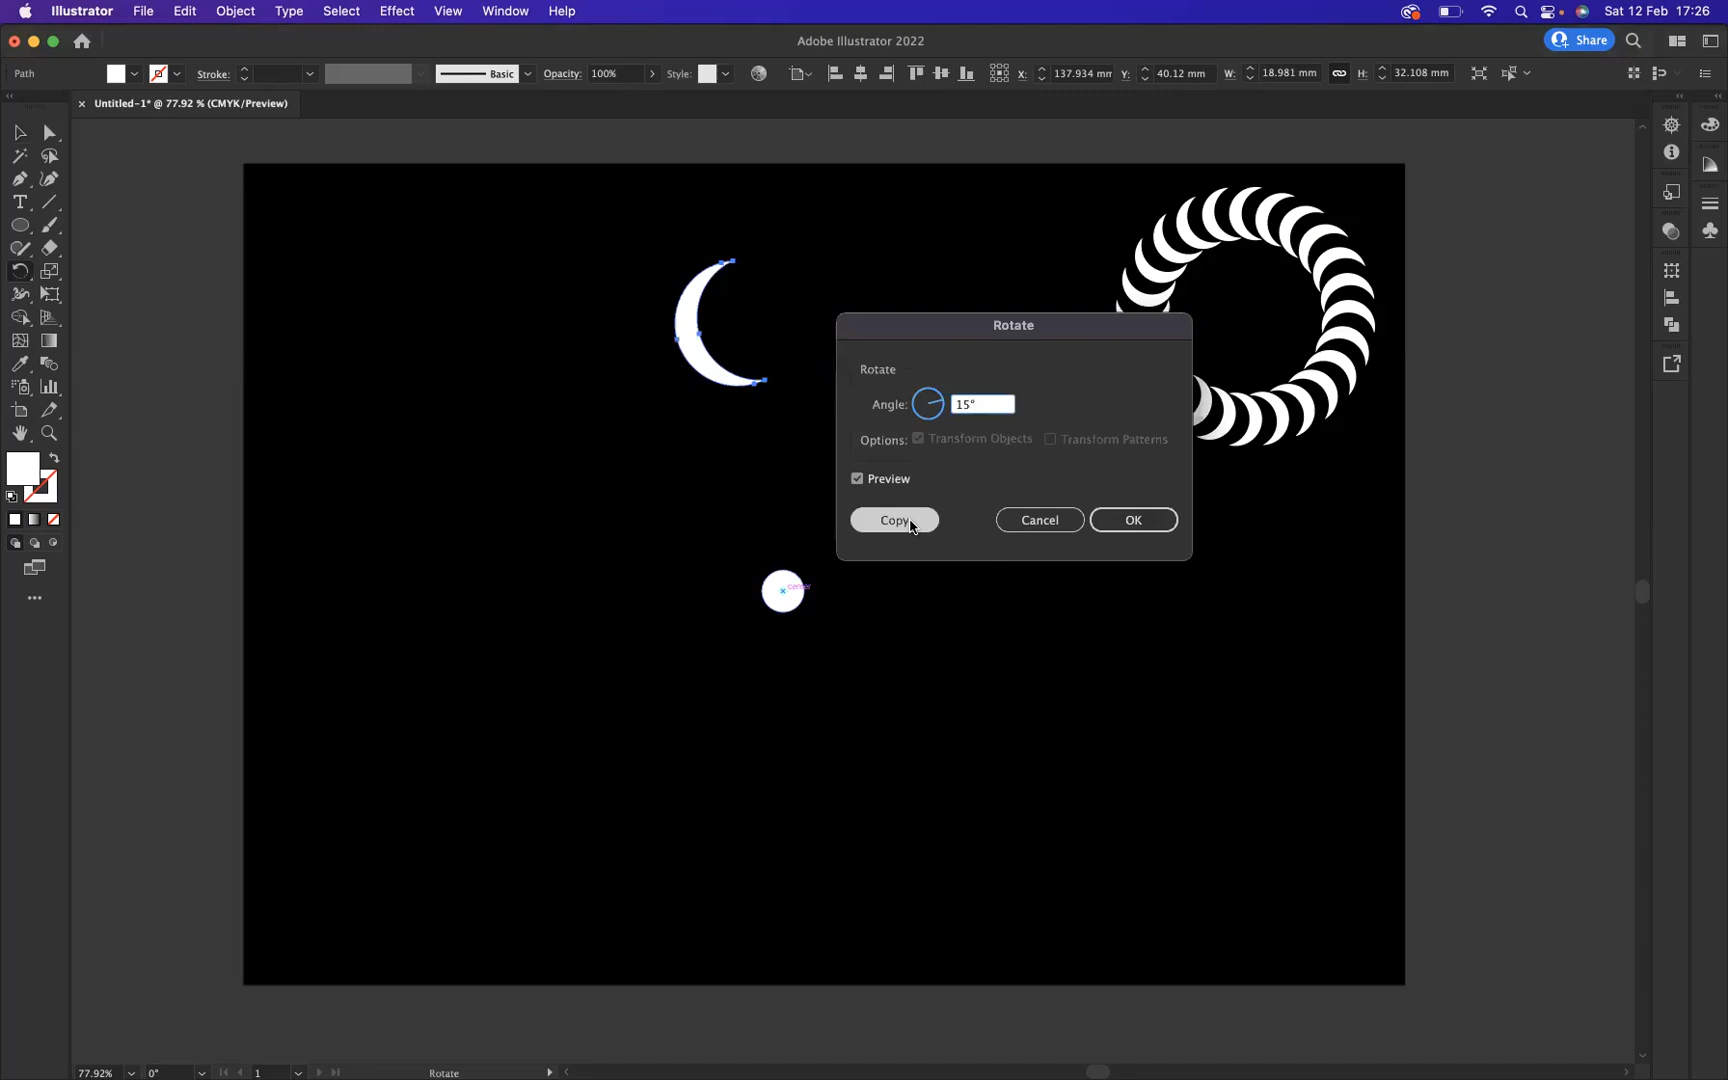 Illustrator File Edit Object Type Select Effect View Window Help Sat 12 Feb 17:26
Adobe Illustrator 2022 Share
Path Stroke: Basic Opacity: 100% Style: X: 137.934 mm Y: 40.12 mm W: 18.981 mm H: 32.108 mm
× Untitled-1* @ 77.92 % (CMYK/Preview)
Rotate
Rotate
Angle: 15°
Options: Transform Objects Transform Patterns
Preview
Copy Cancel OK
center
77.92% 0° 1 Rotate